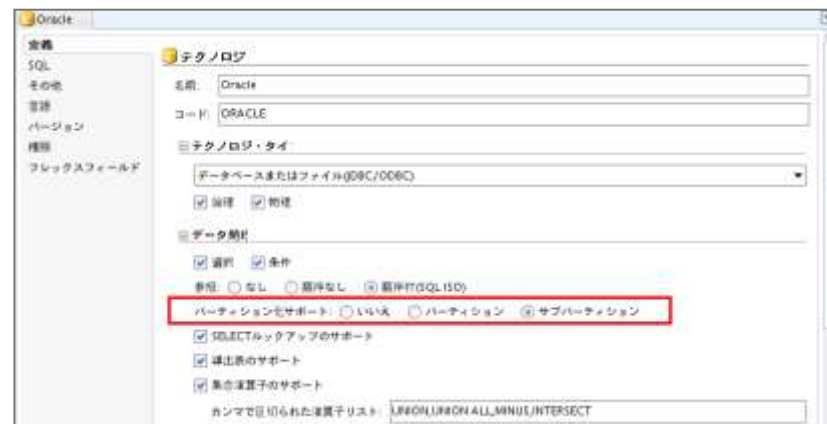 Oracle
定義
SQL
その他
言語
バージョン
権限
フレックスフィールド
テクノロジ
名前: Oracle
コード: ORACLE
テクノロジ・タイ
データベースまたはファイル(JDBC/ODBC)
論理 物理
データ処理
選択 条件
参照: なし 順序なし 順序付(SQL ISO)
パーティション化サポート: いいえ パーティション サブパーティション
SELECTルックアップのサポート
導出表のサポート
集合演算子のサポート
カンマで区切られた演算子リスト: UNION,UNION ALL,MINUS,INTERSECT